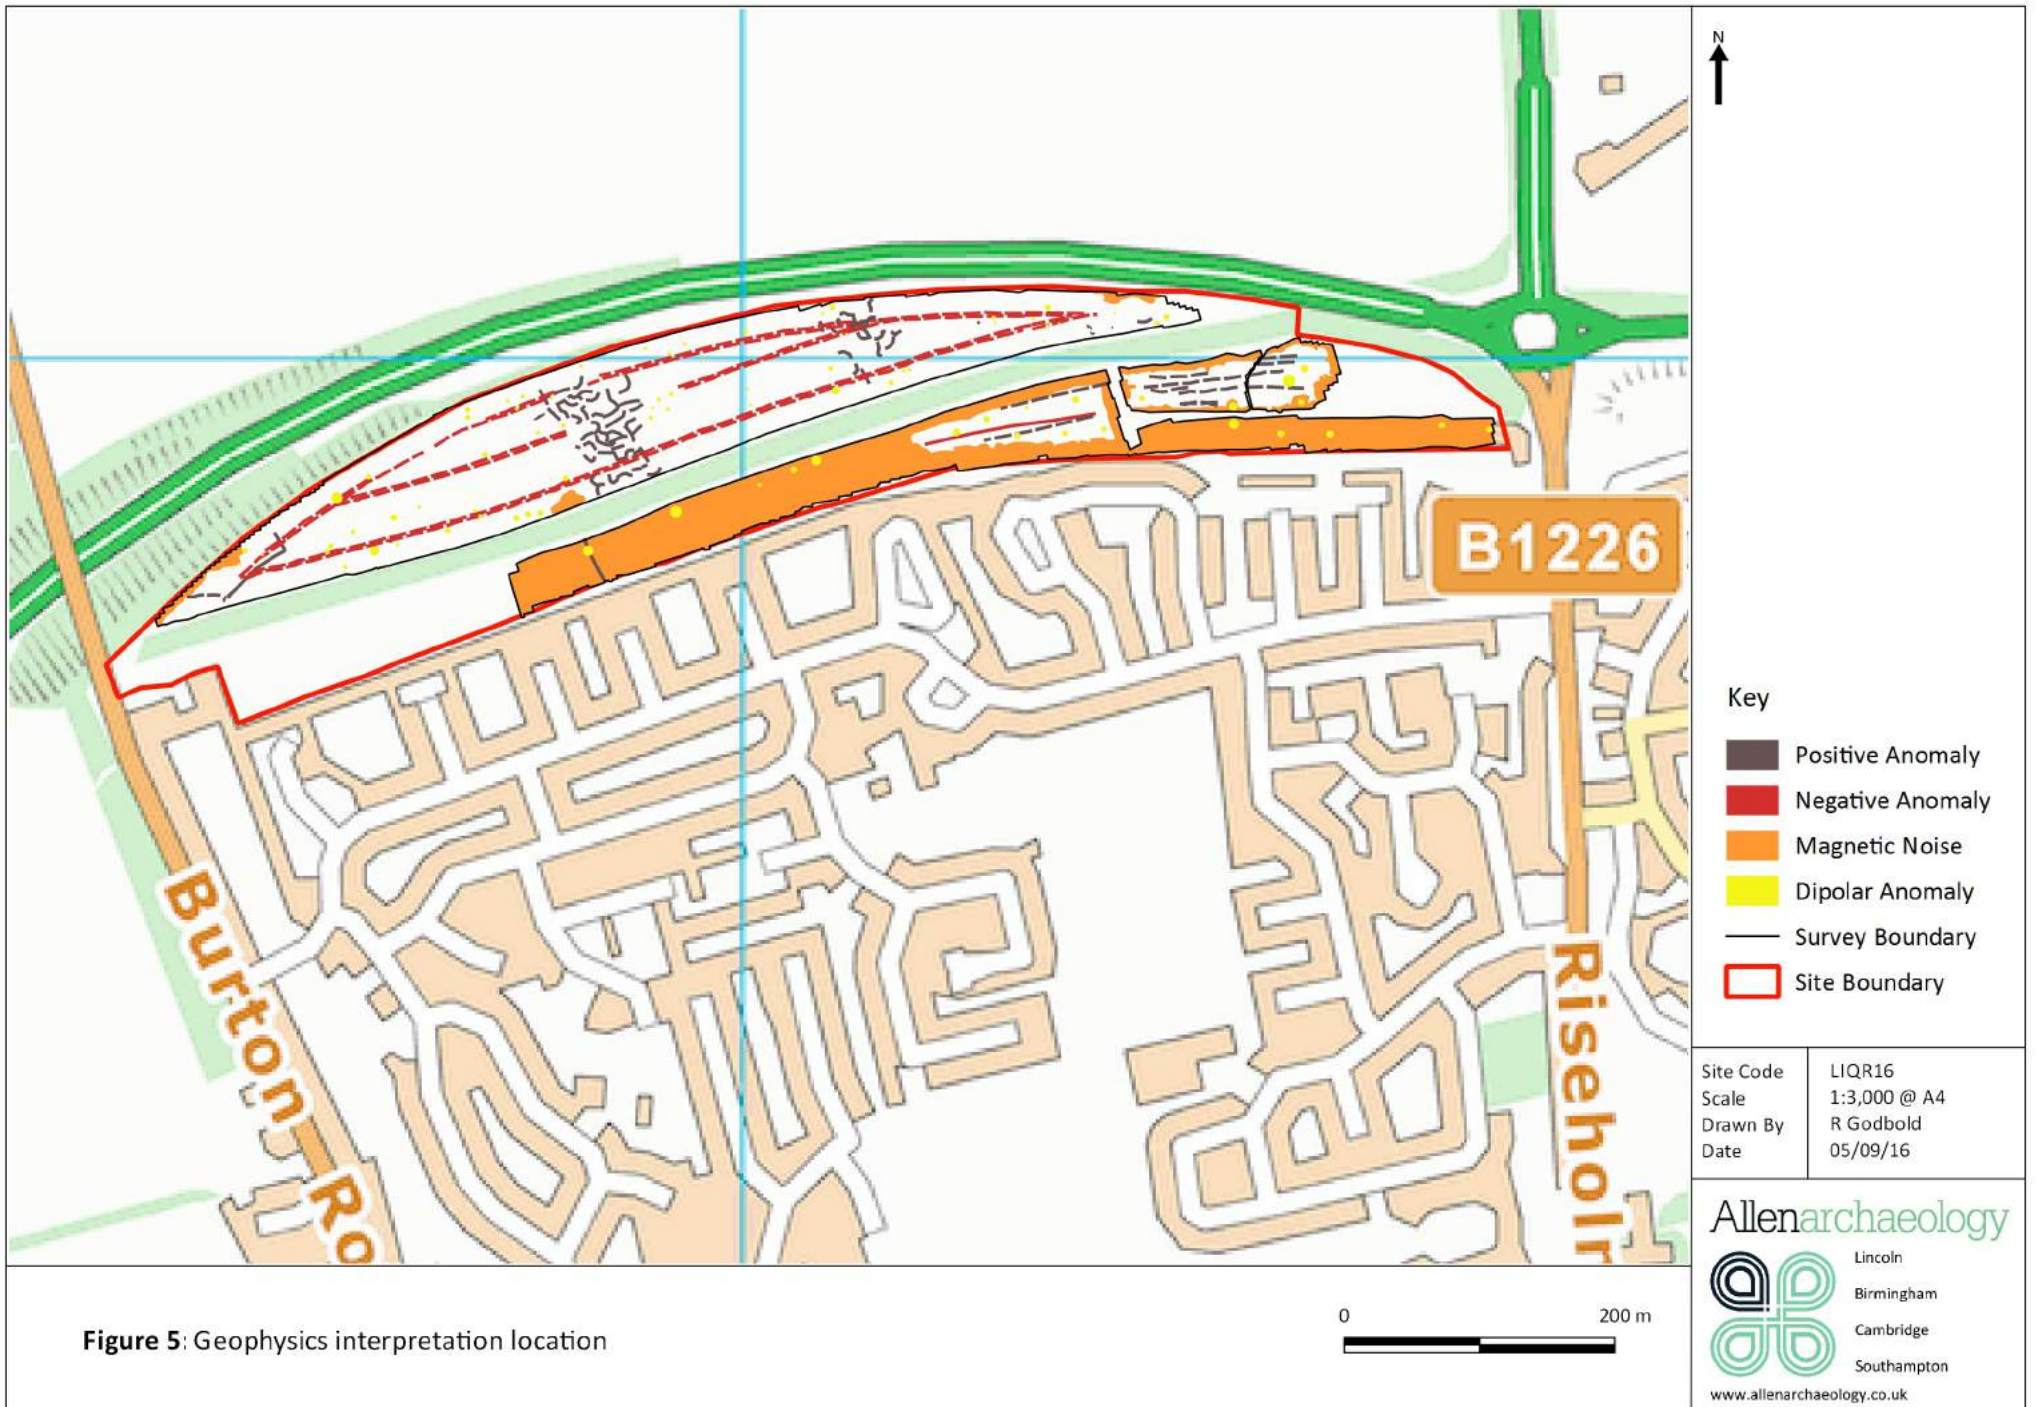 N
B1226
Burton Ro
Riseholr
Key
Positive Anomaly
Negative Anomaly
Magnetic Noise
Dipolar Anomaly
Survey Boundary
Site Boundary
Site Code LIQR16
Scale 1:3,000 @ A4
Drawn By R Godbold
Date 05/09/16
Allenarchaeology
Lincoln
Birmingham
Cambridge
Southampton
www.allenarchaeology.co.uk
0 200 m
Figure 5: Geophysics interpretation location